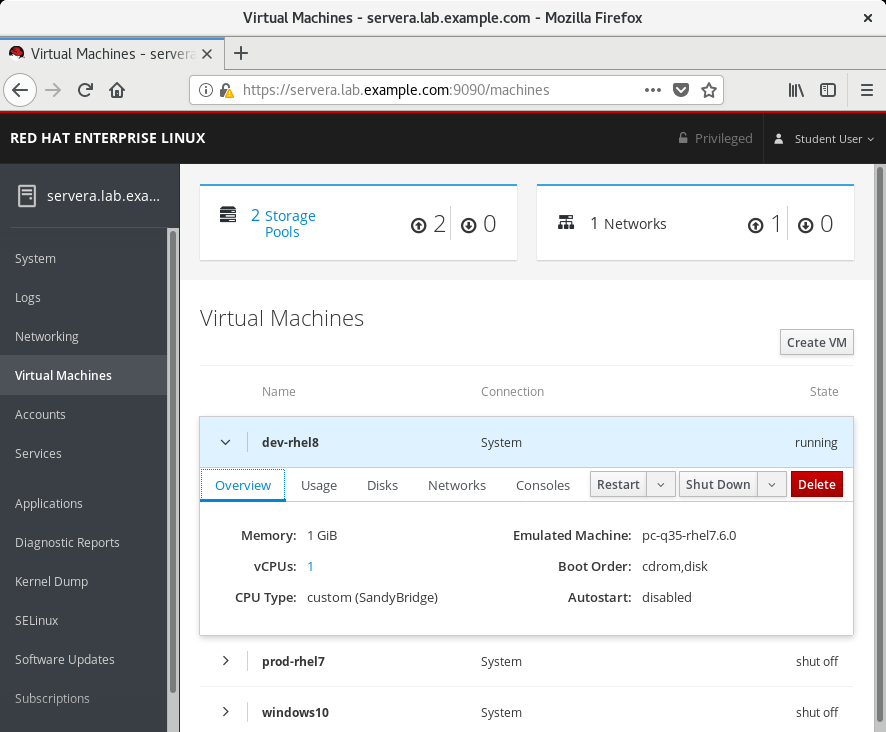 Virtual Machines - servera.lab.example.com - Mozilla Firefox
Virtual Machines - servera
https://servera.lab.example.com:9090/machines
RED HAT ENTERPRISE LINUX
Privileged
Student User
servera.lab.exa...
System
Logs
Networking
Virtual Machines
Accounts
Services
Applications
Diagnostic Reports
Kernel Dump
SELinux
Software Updates
Subscriptions
2 Storage
Pools
2 0
1 Networks
1 0
Virtual Machines
Create VM
Name Connection State
dev-rhel8 System running
Overview Usage Disks Networks Consoles Restart Shut Down Delete
Memory: 1 GiB Emulated Machine: pc-q35-rhel7.6.0
vCPUs: 1 Boot Order: cdrom,disk
CPU Type: custom (SandyBridge) Autostart: disabled
prod-rhel7 System shut off
windows10 System shut off